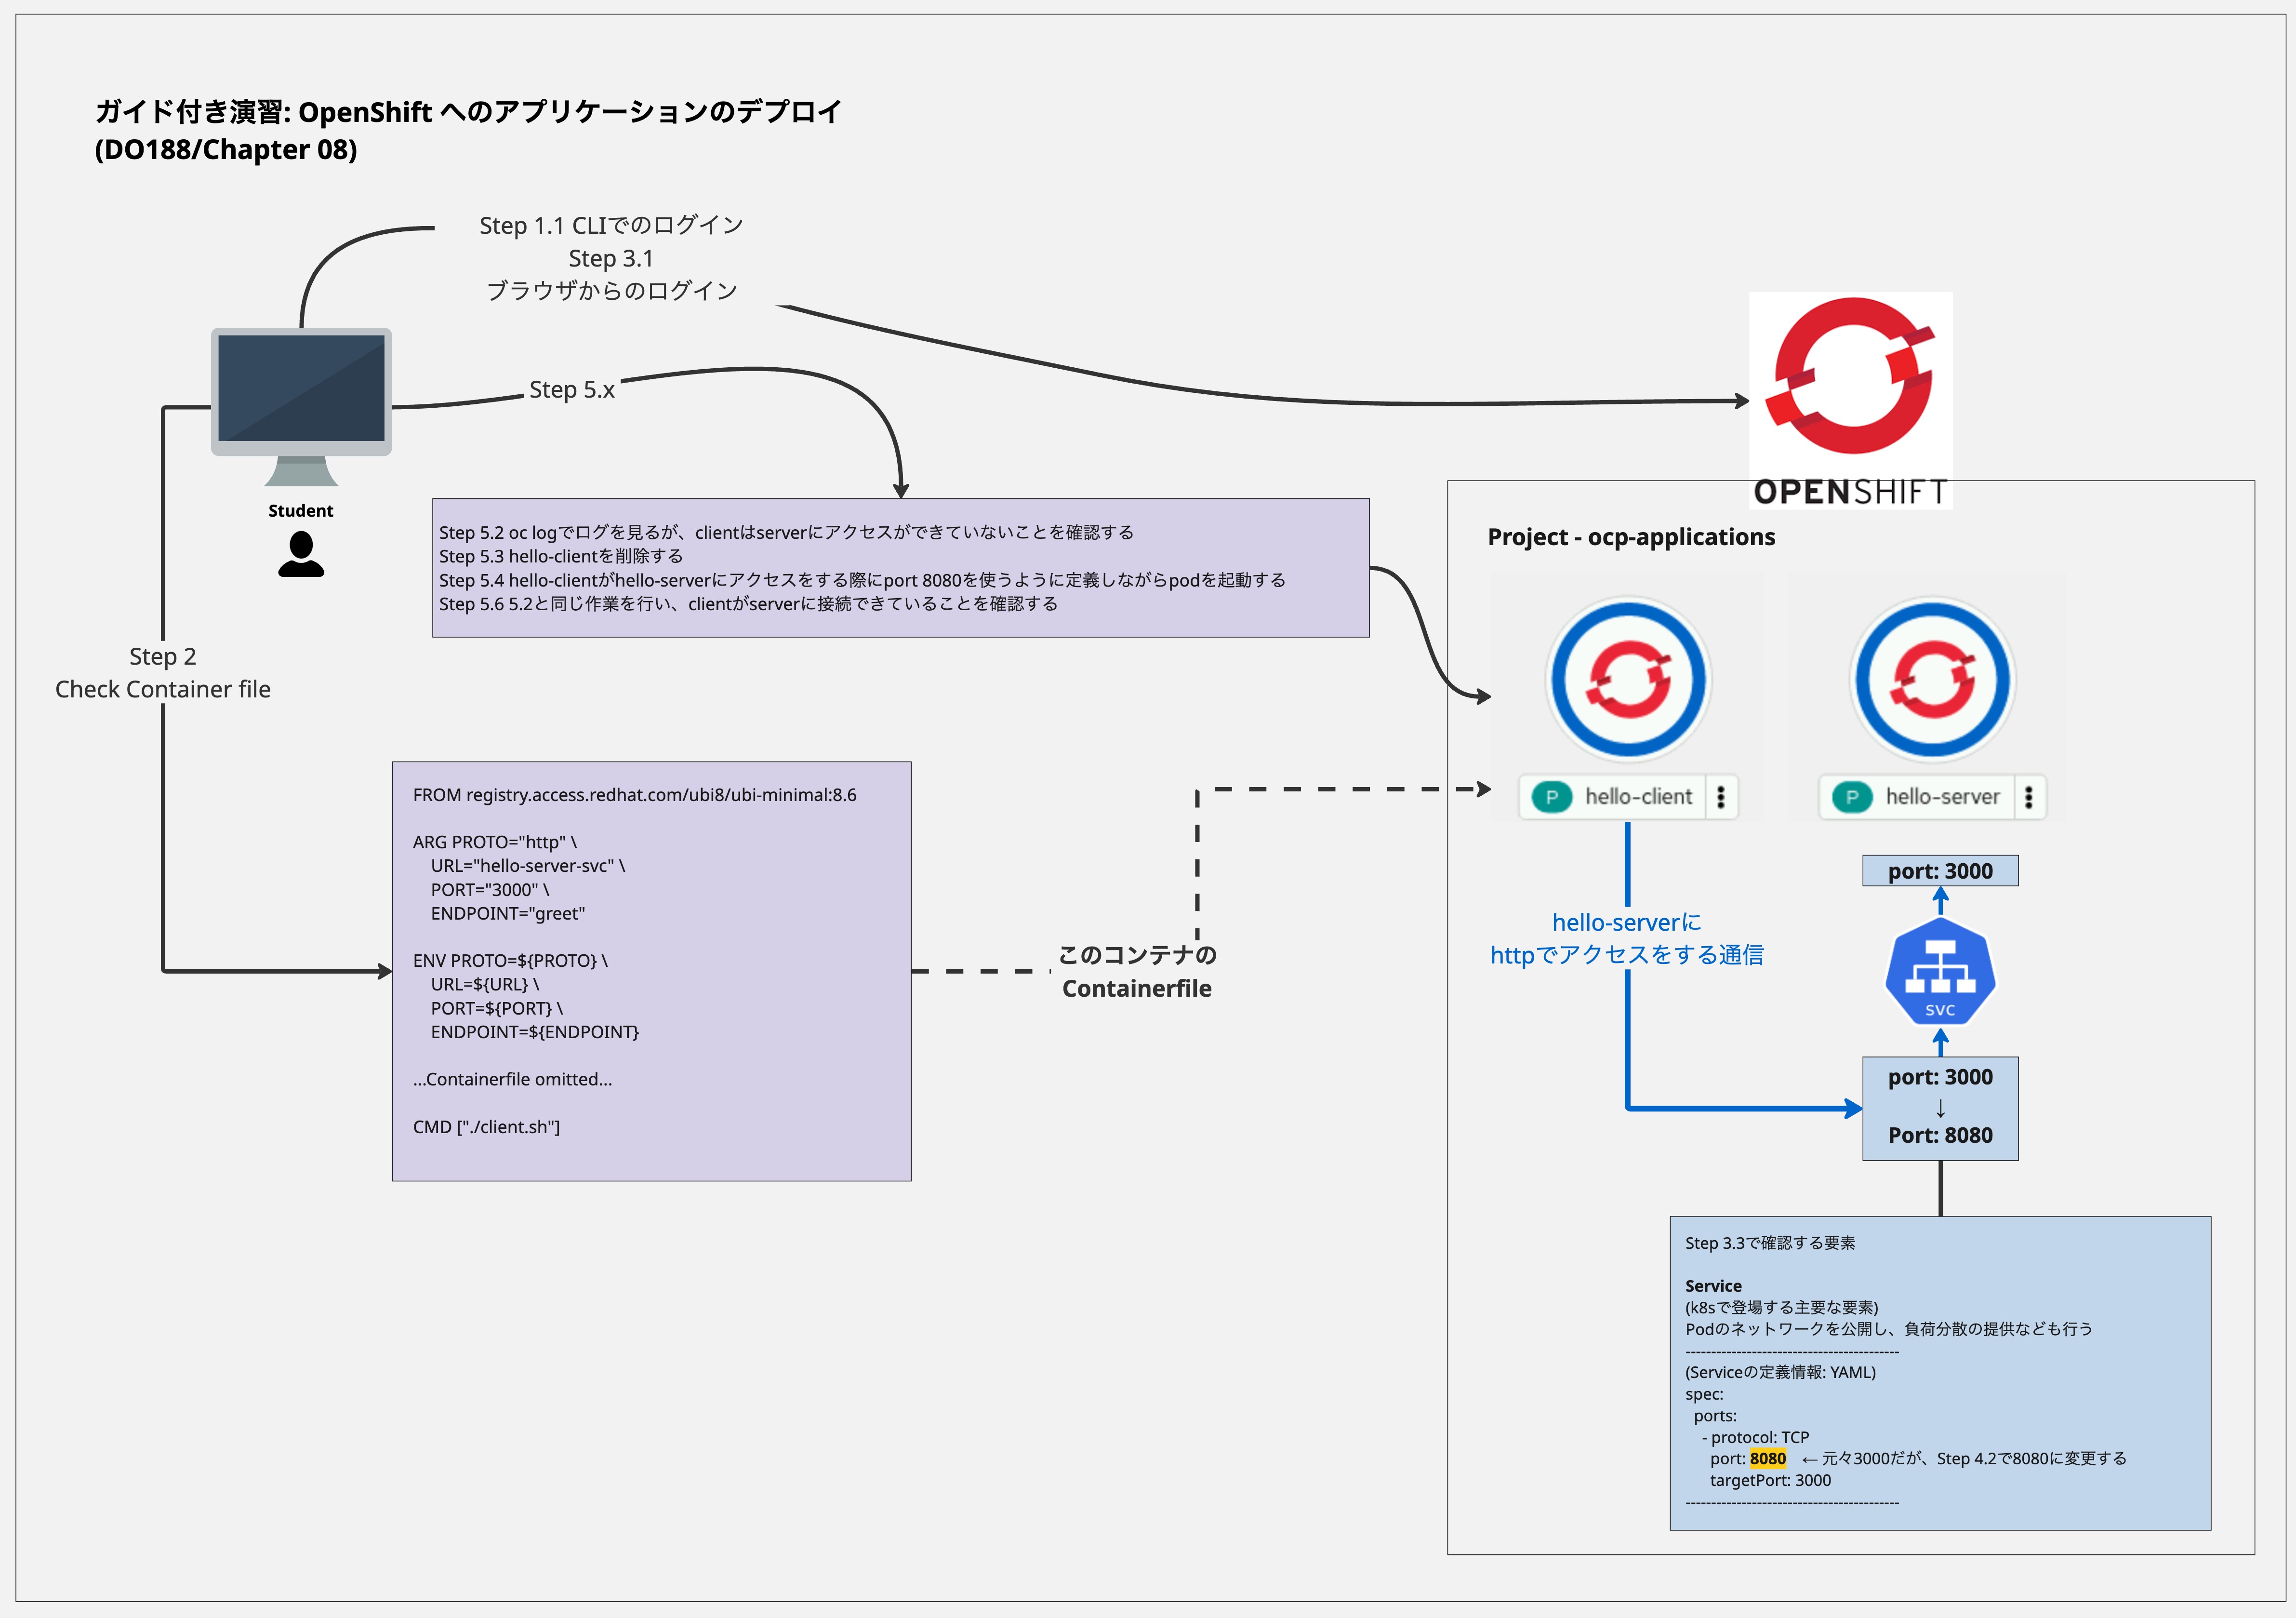 ガイド付き演習: OpenShift へのアプリケーションのデプロイ
(DO188/Chapter 08)
Step 1.1 CLIでのログイン
Step 3.1
ブラウザからのログイン
Step 5.x
OPENSHIFT
Student
Step 5.2 oc logでログを見るが、clientはserverにアクセスができていないことを確認する
Step 5.3 hello-clientを削除する
Step 5.4 hello-clientがhello-serverにアクセスをする際にport 8080を使うように定義しながらpodを起動する
Step 5.6 5.2と同じ作業を行い、clientがserverに接続できていることを確認する
Project - ocp-applications
Step 2
Check Container file
FROM registry.access.redhat.com/ubi8/ubi-minimal:8.6
ARG PROTO="http" \
URL="hello-server-svc" \
PORT="3000" \
ENDPOINT="greet"
ENV PROTO=${PROTO} \
URL=${URL} \
PORT=${PORT} \
ENDPOINT=${ENDPOINT}
...Containerfile omitted...
CMD ["./client.sh"]
このコンテナの
Containerfile
P hello-client
P hello-server
port: 3000
hello-serverに
httpでアクセスをする通信
svc
port: 3000
↓
Port: 8080
Step 3.3で確認する要素
Service
(k8sで登場する主要な要素)
Podのネットワークを公開し、負荷分散の提供なども行う
------------------------------------------
(Serviceの定義情報: YAML)
spec:
ports:
- protocol: TCP
port: 8080 ← 元々3000だが、Step 4.2で8080に変更する
targetPort: 3000
------------------------------------------